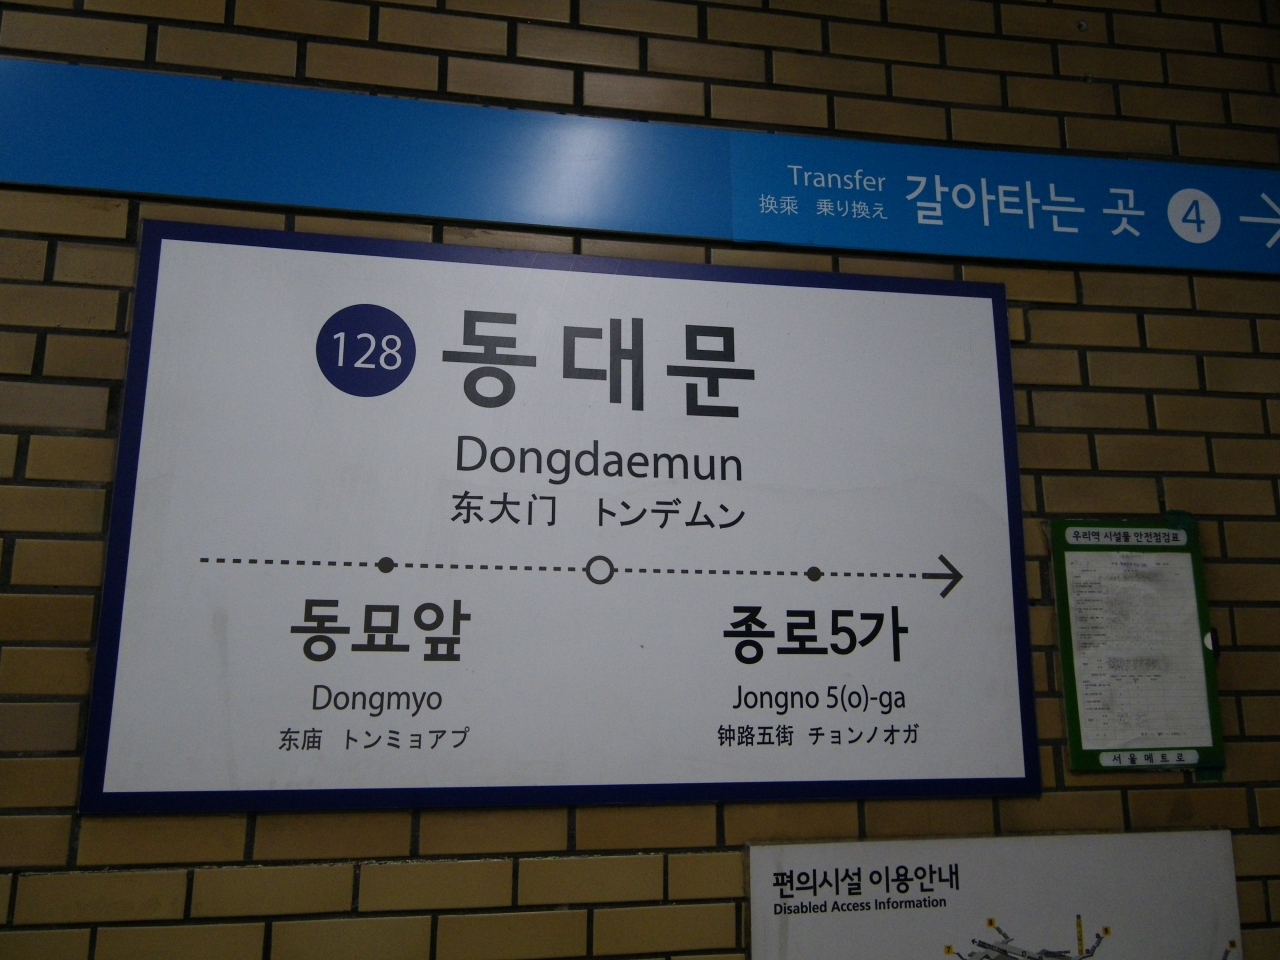 Transfer
换乘 乗り換え
갈아타는 곳 4
128 동대문
Dongdaemun
东大门 トンデムン
동묘앞
Dongmyo
东庙 トンミョアプ
종로5가
Jongno 5(o)-ga
钟路五街 チョンノオガ
우리역 시설물 안전점검표
서울메트로
편의시설 이용안내
Disabled Access Information